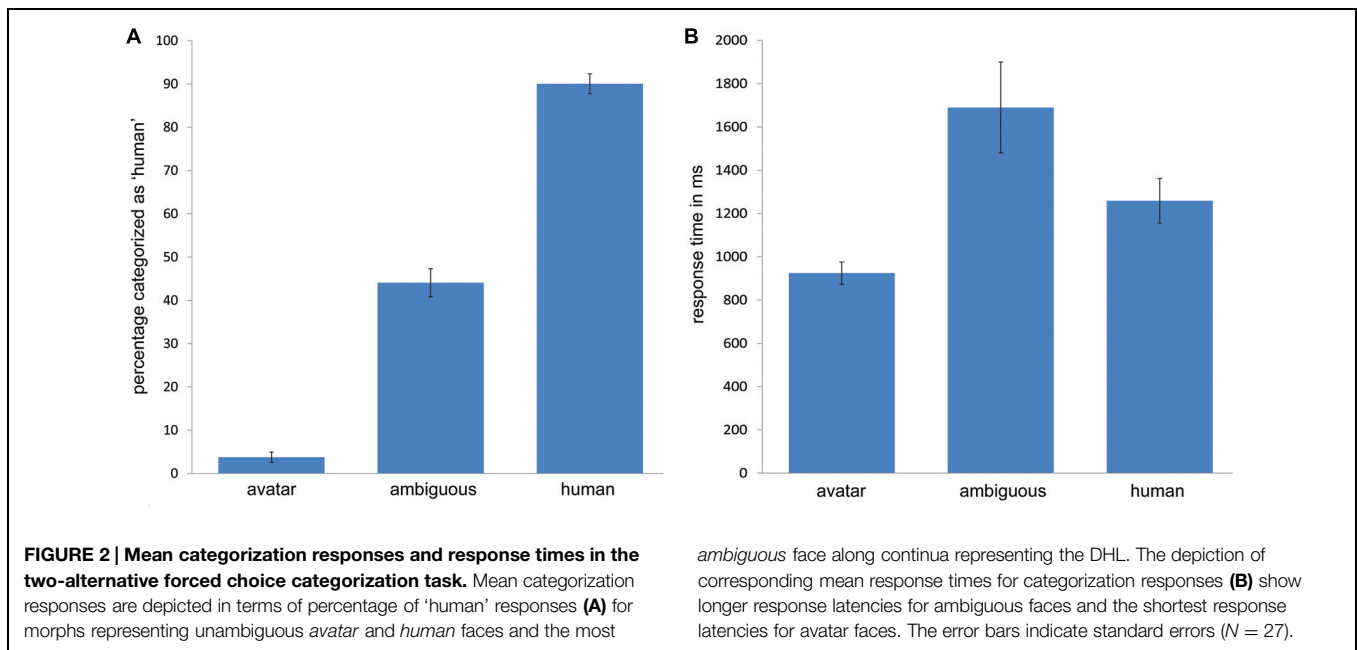 A
100
90
80
70
60
50
40
30
20
10
0
percentage categorized as ‘human’
avatar ambiguous human
B
2000
1800
1600
1400
1200
1000
800
600
400
200
0
response time in ms
avatar ambiguous human
FIGURE 2 | Mean categorization responses and response times in the
two-alternative forced choice categorization task. Mean categorization
responses are depicted in terms of percentage of ‘human’ responses (A) for
morphs representing unambiguous avatar and human faces and the most
ambiguous face along continua representing the DHL. The depiction of
corresponding mean response times for categorization responses (B) show
longer response latencies for ambiguous faces and the shortest response
latencies for avatar faces. The error bars indicate standard errors (N = 27).